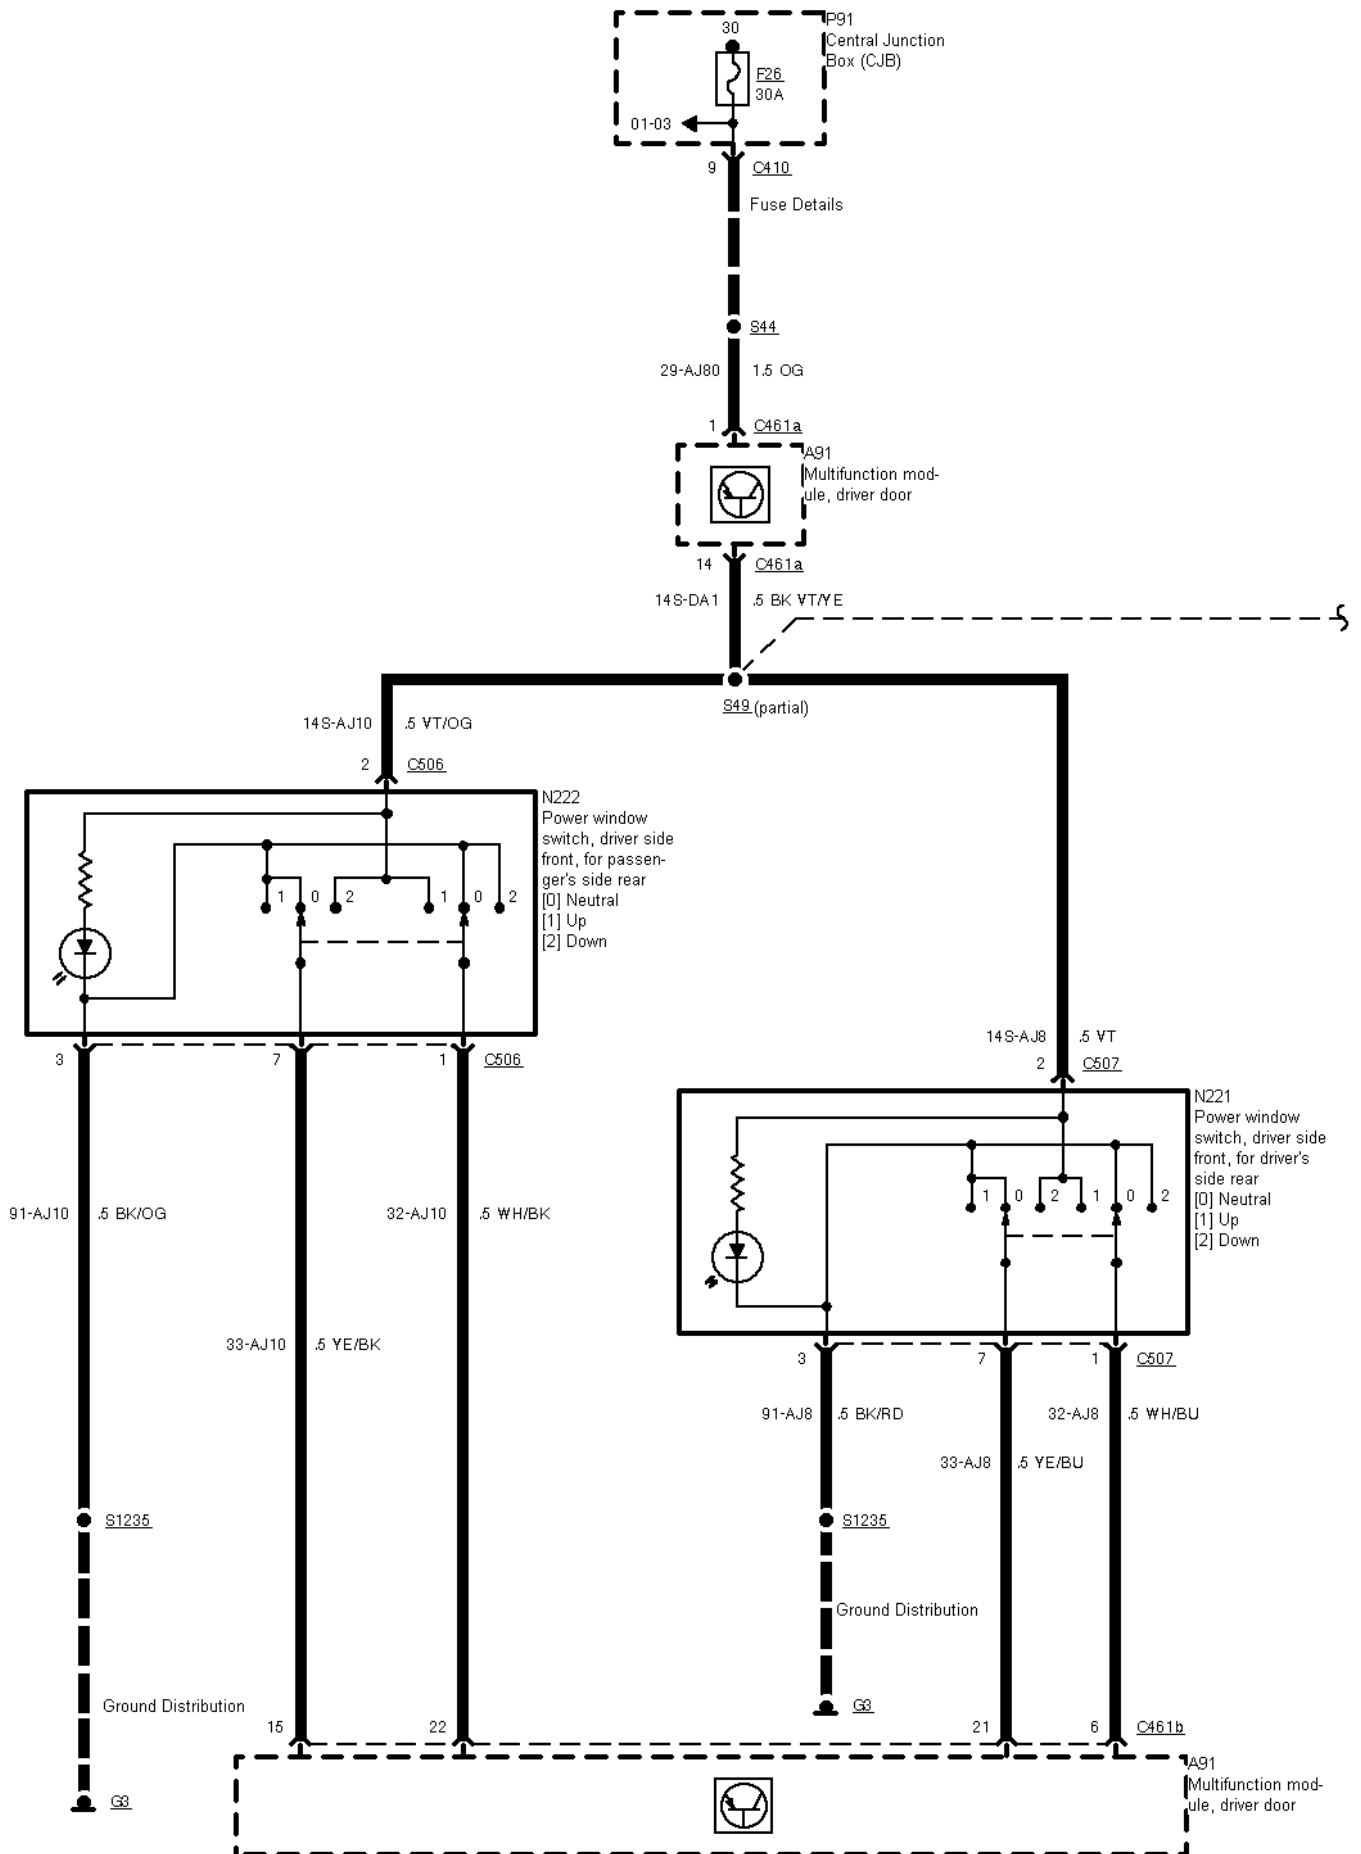 30
P91
Central Junction
Box (CJB)
F26
30A
01-03
9
C410
Fuse Details
S44
29-AJ80
1.5 OG
1
C461a
A91
Multifunction mod-
ule, driver door
14
C461a
14S-DA1
.5 BK VT/YE
S49 (partial)
14S-AJ10
.5 VT/OG
2
C506
N222
Power window
switch, driver side
front, for passen-
ger's side rear
[0] Neutral
[1] Up
[2] Down
1
0
2
1
0
2
3
7
1
C506
14S-AJ8
.5 VT
2
C507
N221
Power window
switch, driver side
front, for driver's
side rear
[0] Neutral
[1] Up
[2] Down
1
0
2
1
0
2
91-AJ10
.5 BK/OG
32-AJ10
.5 WH/BK
33-AJ10
.5 YE/BK
3
7
1
C507
91-AJ8
.5 BK/RD
32-AJ8
.5 WH/BU
33-AJ8
.5 YE/BU
S1235
S1235
Ground Distribution
Ground Distribution
G3
15
22
21
6
C461b
A91
Multifunction mod-
ule, driver door
G3